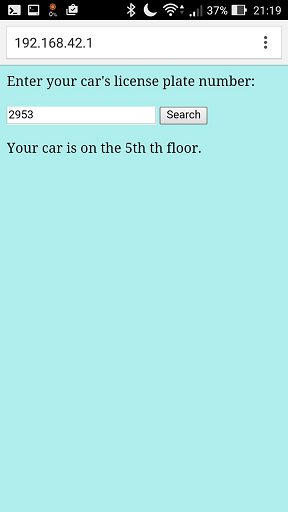 37% 21:19
192.168.42.1
Enter your car's license plate number:
2953 Search
Your car is on the 5th th floor.